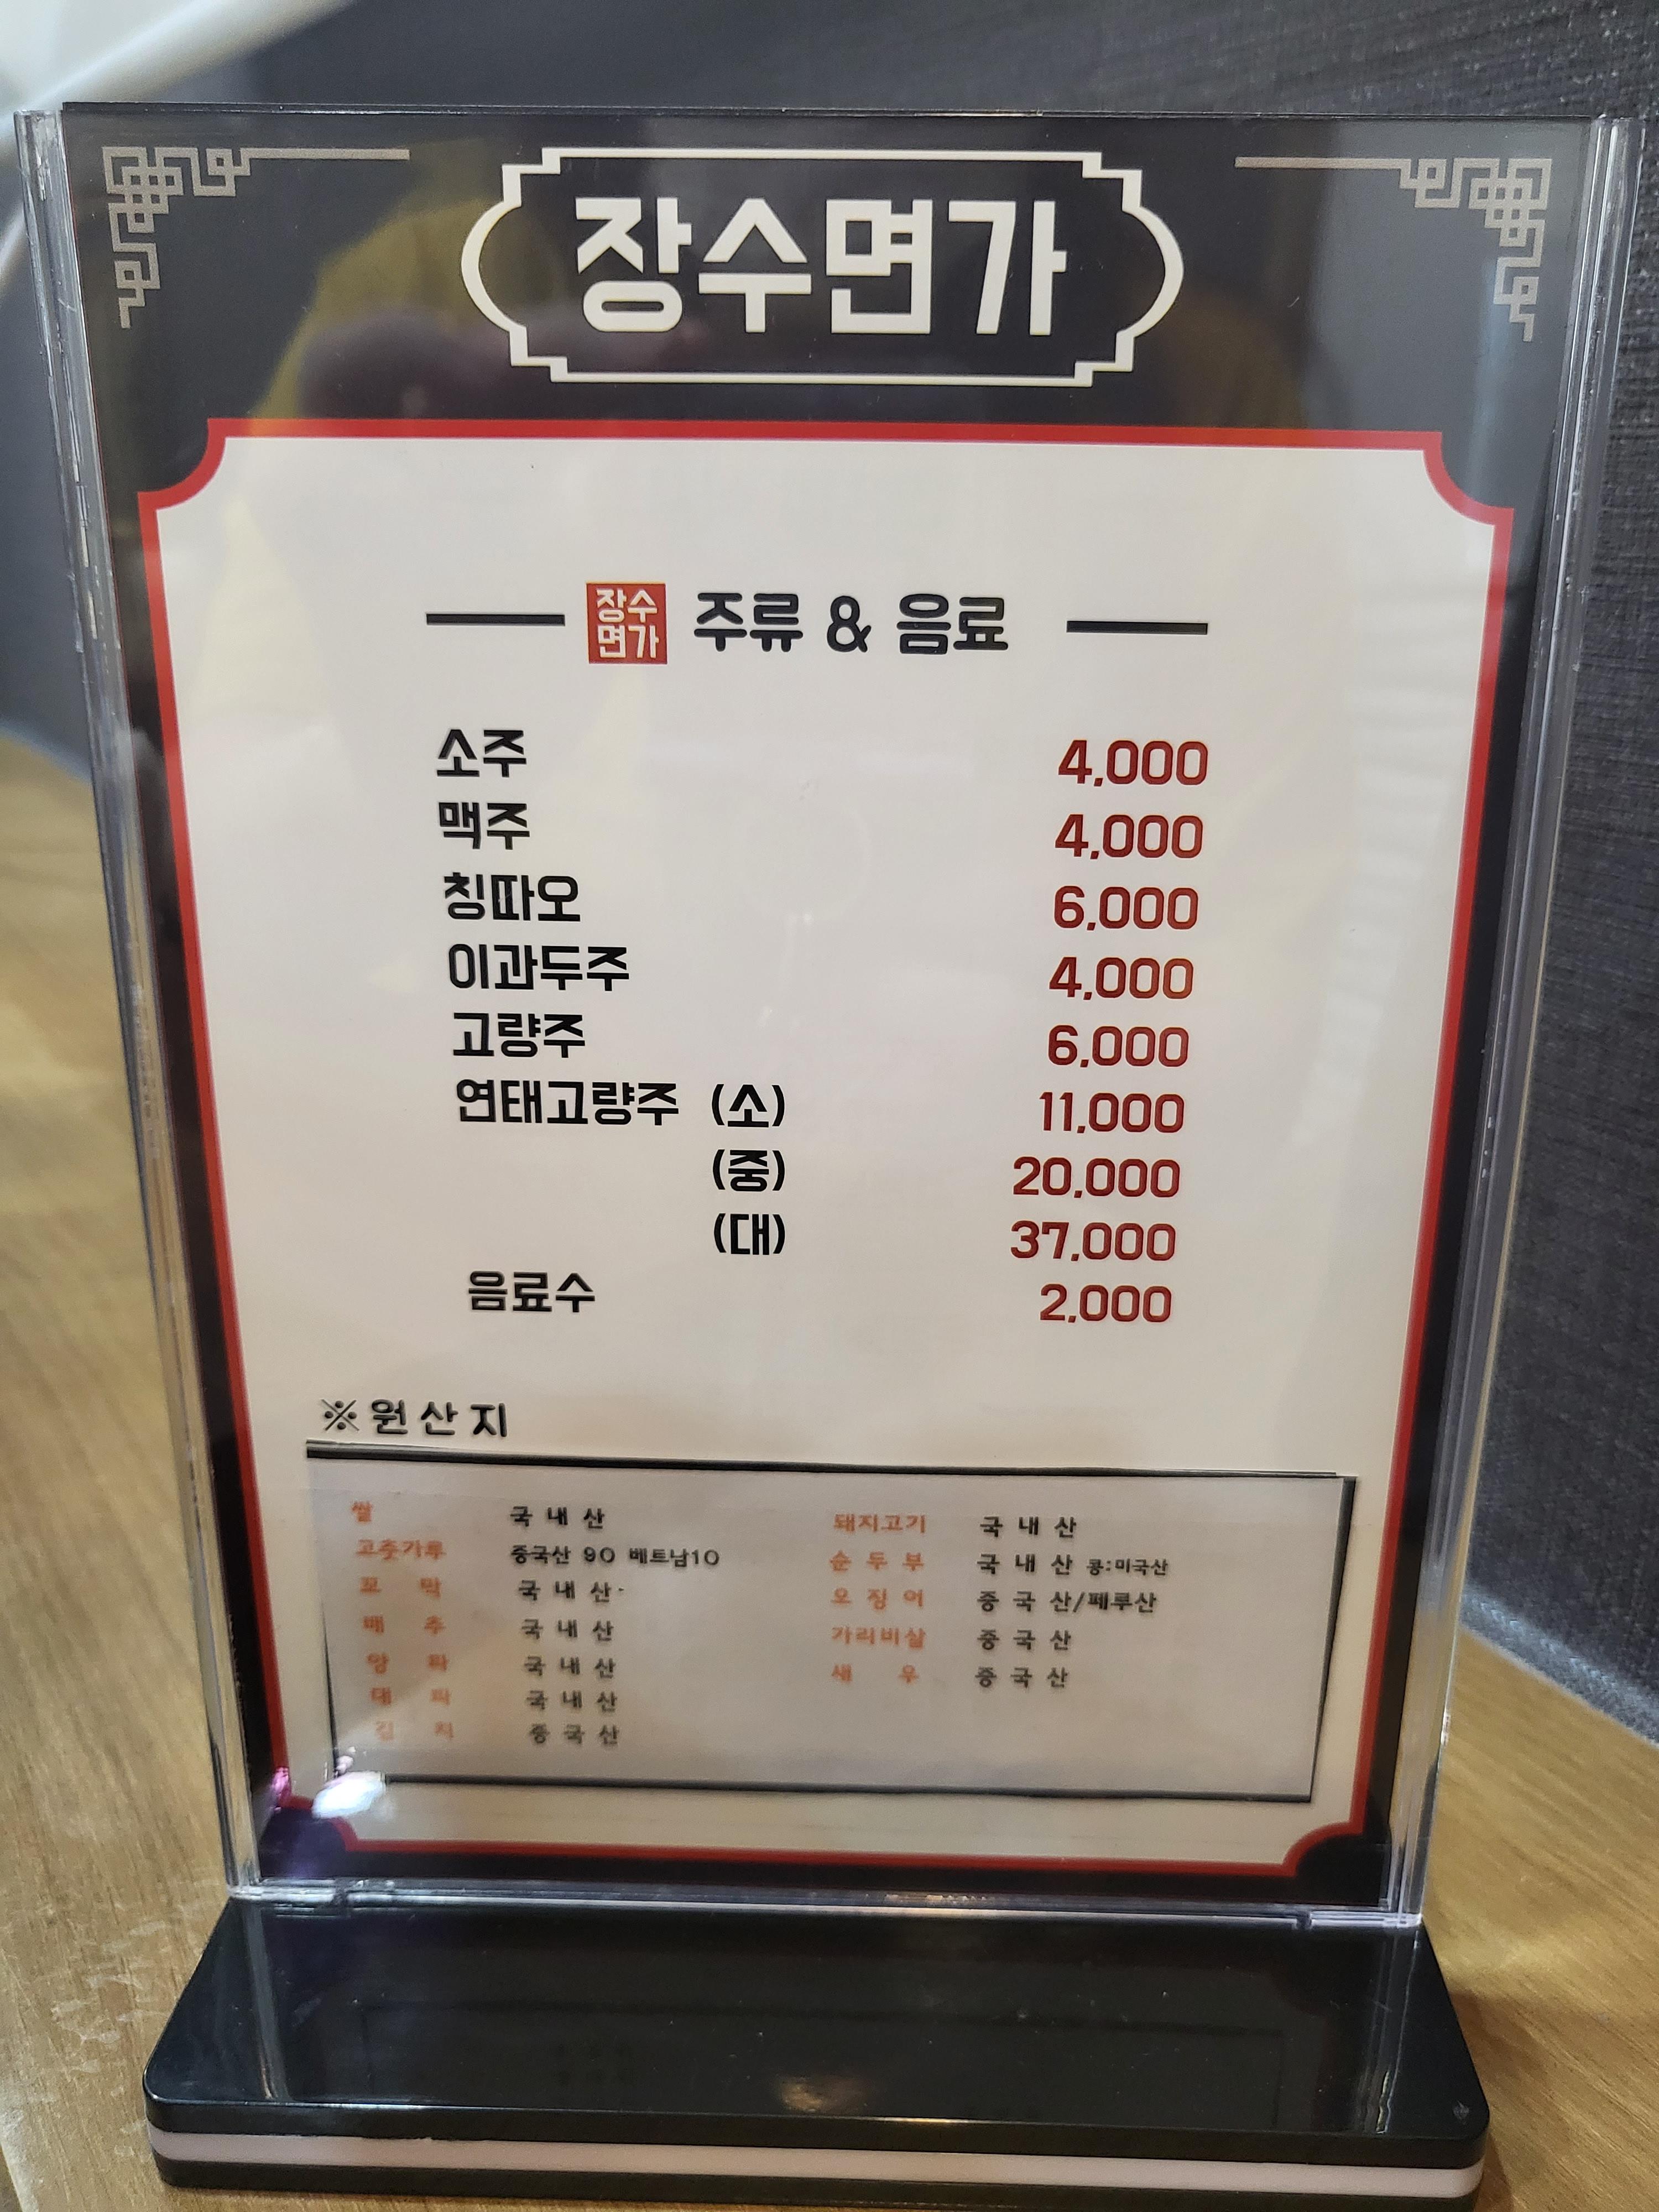 장수면가
장수
면가
주류 & 음료
소주 4,000
맥주 4,000
칭따오 6,000
이과두주 4,000
고량주 6,000
연태고량주 (소) 11,000
(중) 20,000
(대) 37,000
음료수 2,000
※원산지
쌀 국내산 돼지고기 국내산
고춧가루 중국산 90 베트남10 순두부 국내산 콩:미국산
꼬막 국내산 오징어 중국산/페루산
배추 국내산 가리비살 중국산
양파 국내산 새우 중국산
대파 국내산
김치 중국산